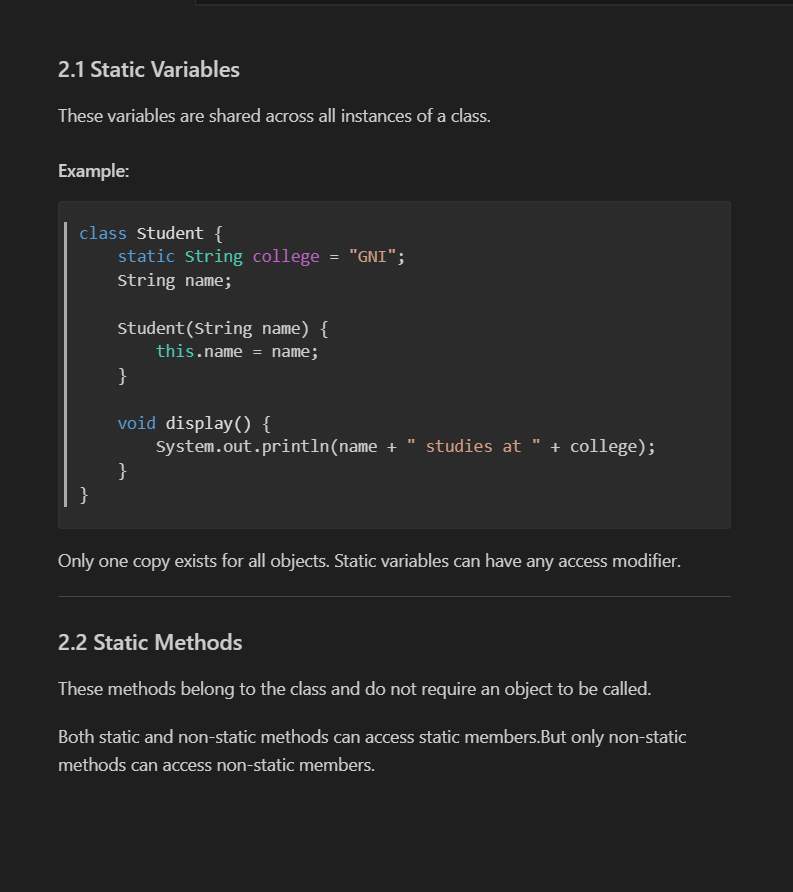 2.1 Static Variables
These variables are shared across all instances of a class.
Example:
class Student {
    static String college = "GNI";
    String name;

    Student(String name) {
        this.name = name;
    }

    void display() {
        System.out.println(name + " studies at " + college);
    }
}
Only one copy exists for all objects. Static variables can have any access modifier.
2.2 Static Methods
These methods belong to the class and do not require an object to be called.
Both static and non-static methods can access static members.But only non-static
methods can access non-static members.